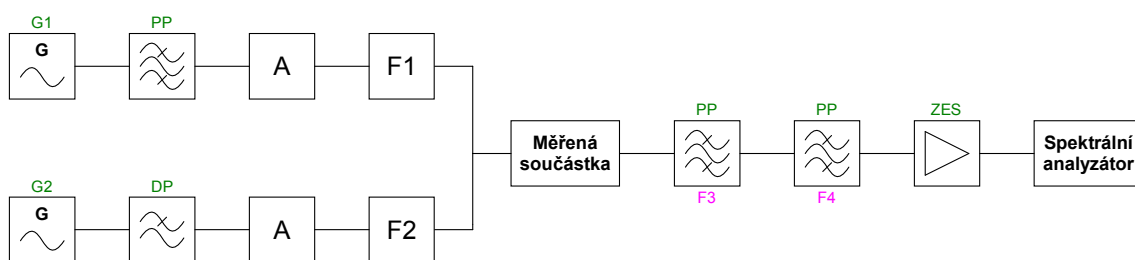 G1
PP
G
A
F1
Měřená
součástka
PP
F3
PP
F4
ZES
Spektrální
analyzátor
G2
DP
G
A
F2